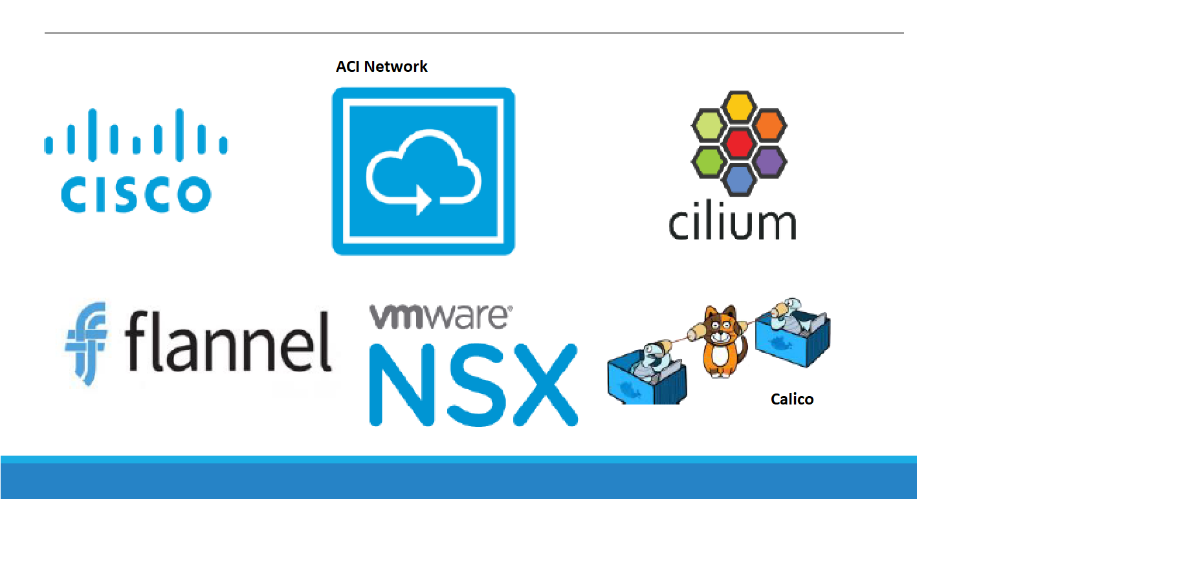 ACI Network
CISCO
cilium
flannel
vmware®
NSX
Calico